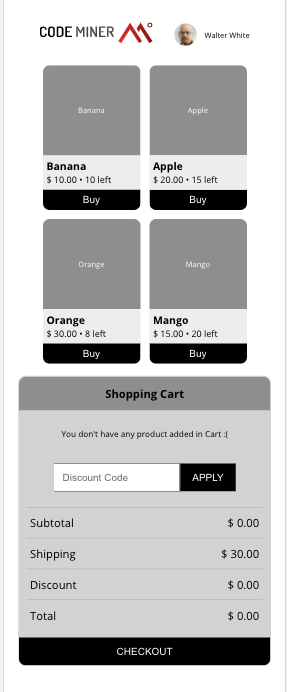 CODE MINER
Walter White
Banana
Apple
Banana
$ 10.00 • 10 left
Buy
Apple
$ 20.00 • 15 left
Buy
Orange
Mango
Orange
$ 30.00 • 8 left
Buy
Mango
$ 15.00 • 20 left
Buy
Shopping Cart
You don't have any product added in Cart :(
Discount Code
APPLY
Subtotal $ 0.00
Shipping $ 30.00
Discount $ 0.00
Total $ 0.00
CHECKOUT